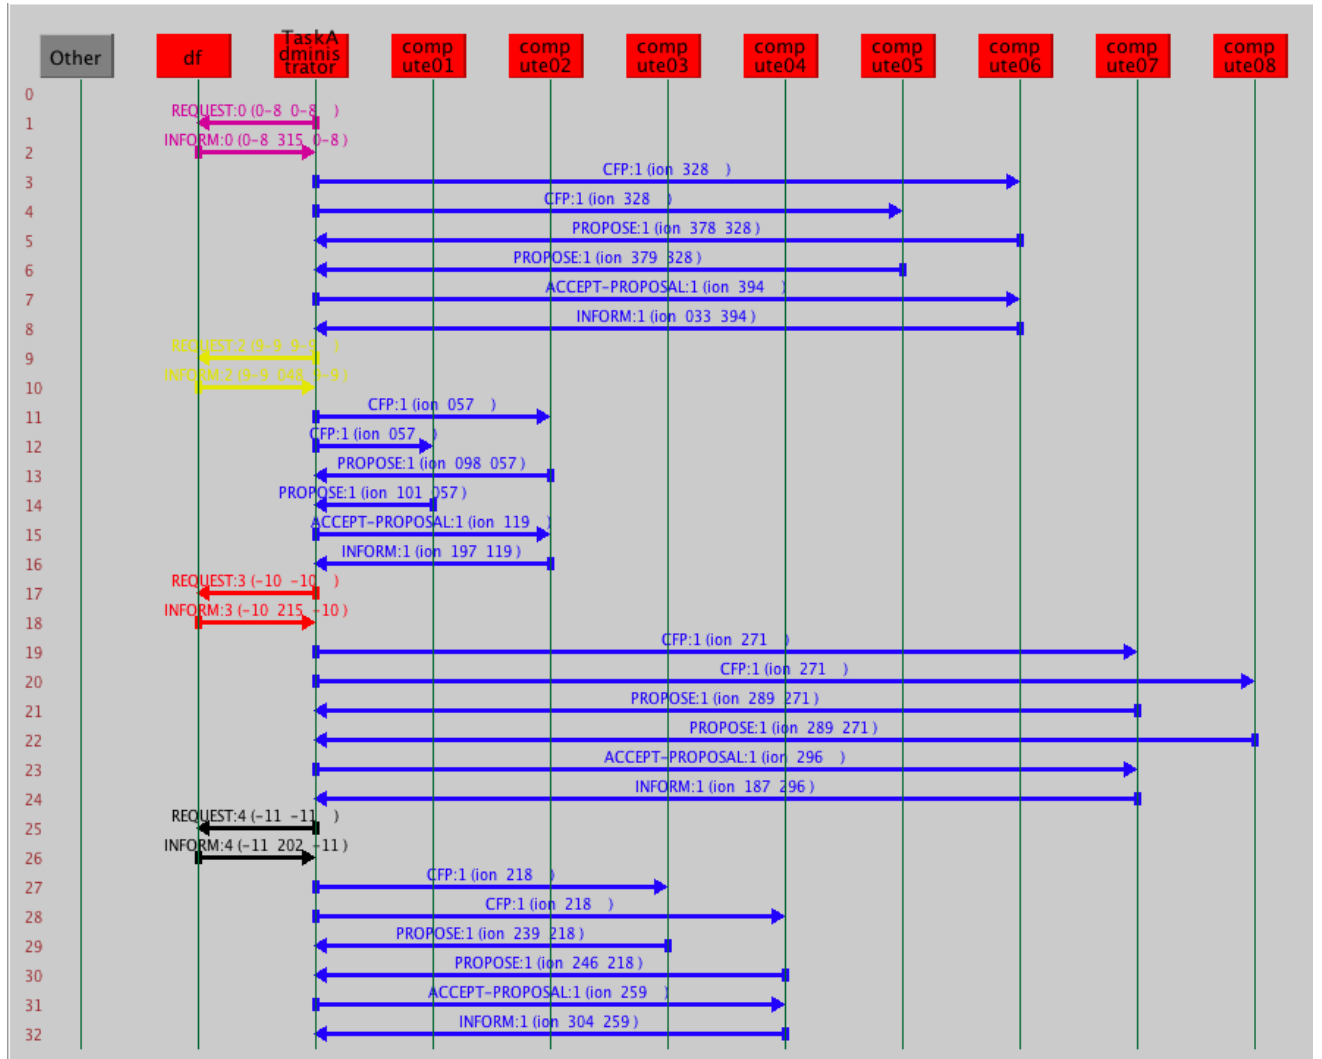 Other
df
TaskA
dminis
trator
comp
ute01
comp
ute02
comp
ute03
comp
ute04
comp
ute05
comp
ute06
comp
ute07
comp
ute08
0
REQUEST:0 (0-8 0-8 )
1
INFORM:0 (0-8 315 0-8 )
2
CFP:1 (ion 328 )
3
CFP:1 (ion 328 )
4
PROPOSE:1 (ion 378 328 )
5
PROPOSE:1 (ion 379 328 )
6
ACCEPT-PROPOSAL:1 (ion 394 )
7
INFORM:1 (ion 033 394 )
8
REQUEST:2 (9-9 9-9 )
9
INFORM:2 (9-9 048 9-9 )
10
CFP:1 (ion 057 )
11
CFP:1 (ion 057 )
12
PROPOSE:1 (ion 098 057 )
13
PROPOSE:1 (ion 101 057 )
14
ACCEPT-PROPOSAL:1 (ion 119 )
15
INFORM:1 (ion 197 119 )
16
REQUEST:3 (-10 -10 )
17
INFORM:3 (-10 215 -10 )
18
CFP:1 (ion 271 )
19
CFP:1 (ion 271 )
20
PROPOSE:1 (ion 289 271 )
21
PROPOSE:1 (ion 289 271 )
22
ACCEPT-PROPOSAL:1 (ion 296 )
23
INFORM:1 (ion 187 296 )
24
REQUEST:4 (-11 -11 )
25
INFORM:4 (-11 202 -11 )
26
CFP:1 (ion 218 )
27
CFP:1 (ion 218 )
28
PROPOSE:1 (ion 239 218 )
29
PROPOSE:1 (ion 246 218 )
30
ACCEPT-PROPOSAL:1 (ion 259 )
31
INFORM:1 (ion 304 259 )
32